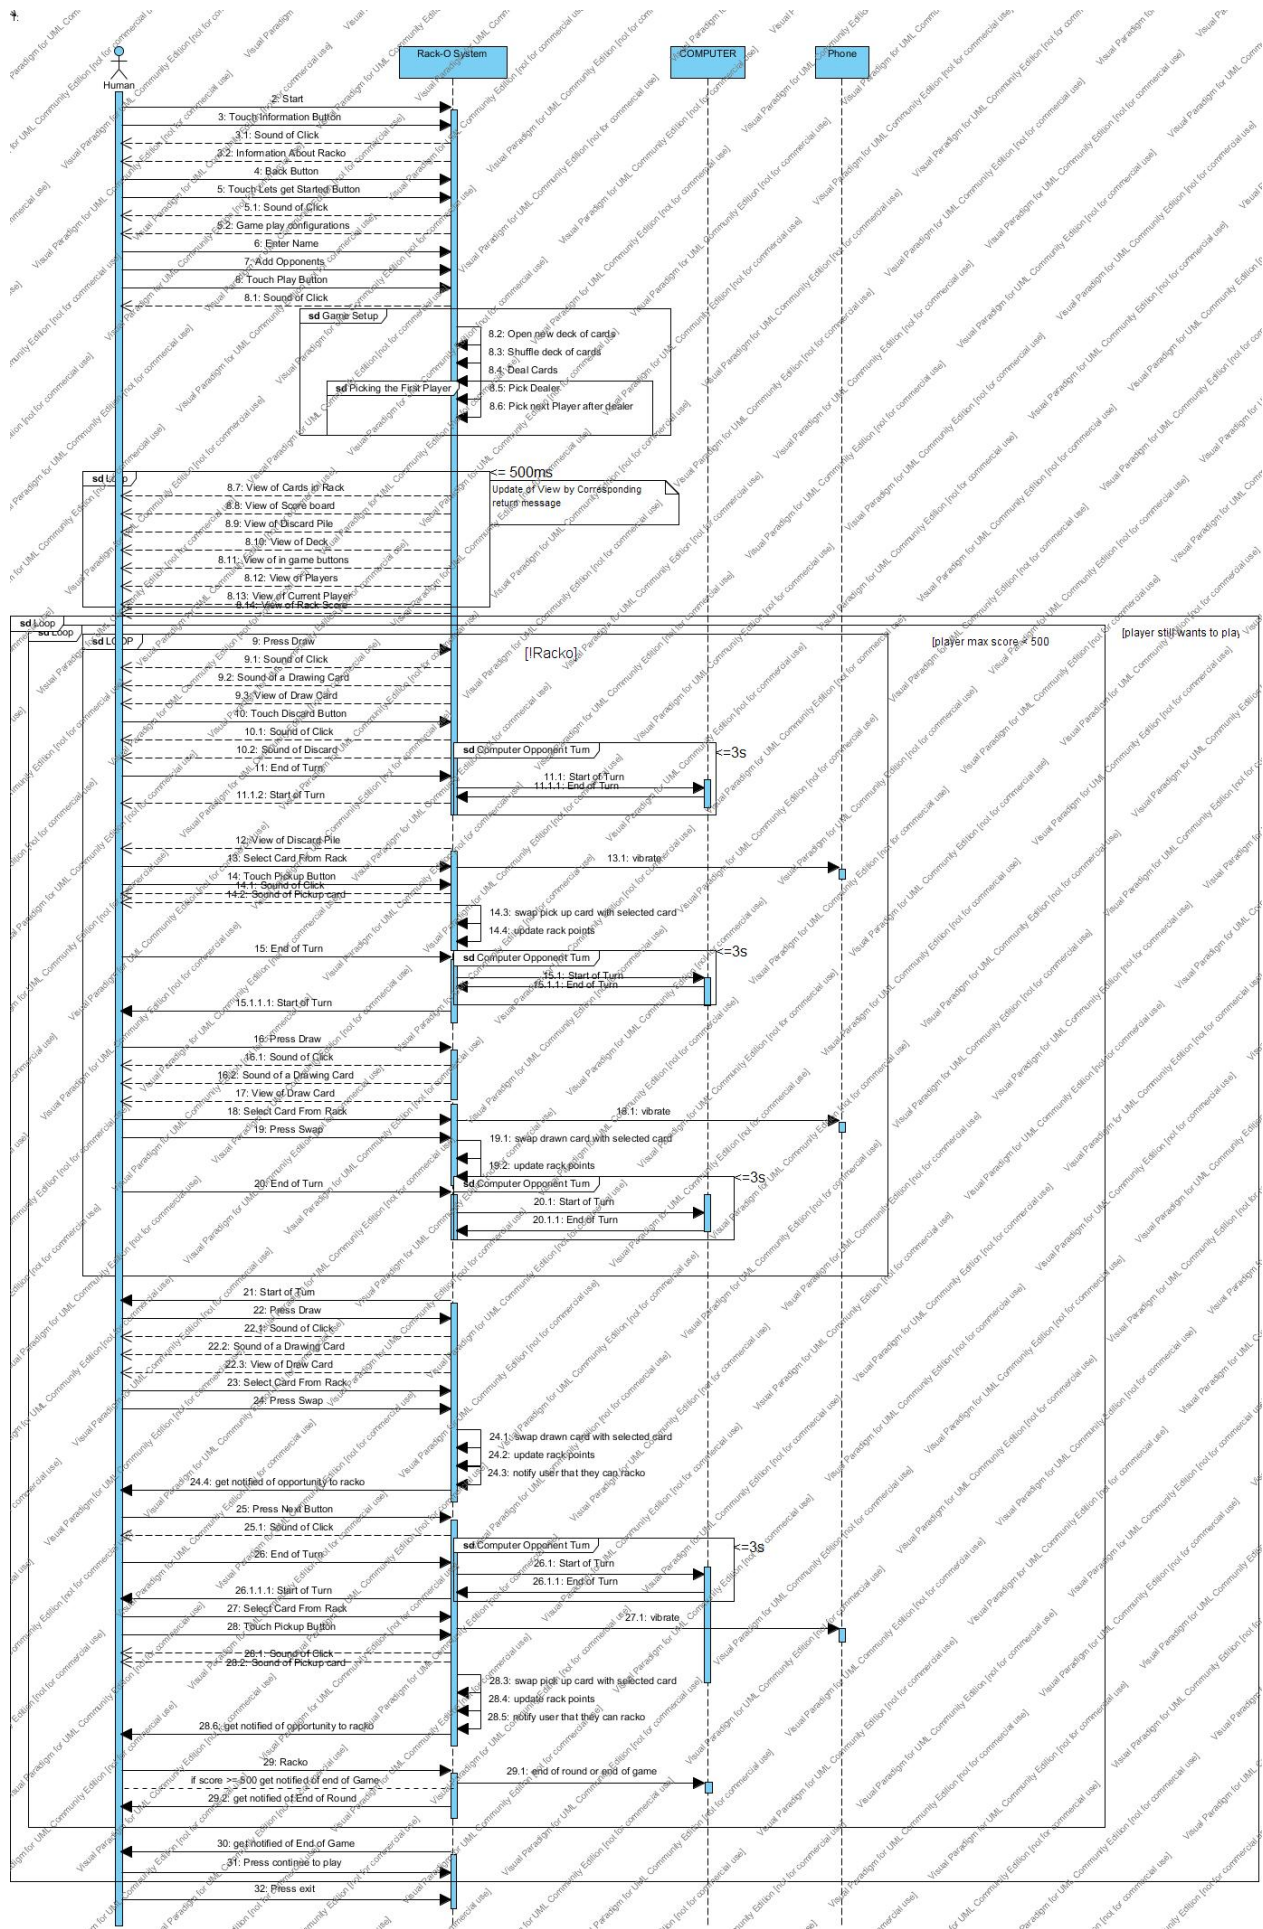 1:
Human
Rack-O System
COMPUTER
Phone
2: Start
3: Touch Information Button
3.1: Sound of Click
3.2: Information About Racko
4: Back Button
5: Touch Lets get Started Button
5.1: Sound of Click
5.2: Game play configurations
6: Enter Name
7: Add Opponents
8: Touch Play Button
8.1: Sound of Click
sd Game Setup
8.2: Open new deck of cards
8.3: Shuffle deck of cards
8.4: Deal Cards
sd Picking the First Player
8.5: Pick Dealer
8.6: Pick next Player after dealer
sd Loop
<= 500ms
Update of View by Corresponding
return message
8.7: View of Cards in Rack
8.8: View of Score board
8.9: View of Discard Pile
8.10: View of Deck
8.11: View of in game buttons
8.12: View of Players
8.13: View of Current Player
8.14: View of Rack Score
sd Loop
sd Loop
sd LOOP
[player still wants to play
[player max score < 500
[!Racko]
9: Press Draw
9.1: Sound of Click
9.2: Sound of a Drawing Card
9.3: View of Draw Card
10: Touch Discard Button
10.1: Sound of Click
10.2: Sound of Discard
sd Computer Opponent Turn
<=3s
11: End of Turn
11.1: Start of Turn
11.1.1: End of Turn
11.1.2: Start of Turn
12: View of Discard Pile
13: Select Card From Rack
13.1: vibrate
14: Touch Pickup Button
14.1: Sound of Click
14.2: Sound of Pickup card
14.3: swap pick up card with selected card
14.4: update rack points
15: End of Turn
sd Computer Opponent Turn
<=3s
15.1: Start of Turn
15.1.1: End of Turn
15.1.1.1: Start of Turn
16: Press Draw
16.1: Sound of Click
16.2: Sound of a Drawing Card
17: View of Draw Card
18: Select Card From Rack
18.1: vibrate
19: Press Swap
19.1: swap drawn card with selected card
19.2: update rack points
20: End of Turn
sd Computer Opponent Turn
<=3s
20.1: Start of Turn
20.1.1: End of Turn
21: Start of Turn
22: Press Draw
22.1: Sound of Click
22.2: Sound of a Drawing Card
22.3: View of Draw Card
23: Select Card From Rack
24: Press Swap
24.1: swap drawn card with selected card
24.2: update rack points
24.3: notify user that they can racko
24.4: get notified of opportunity to racko
25: Press Next Button
25.1: Sound of Click
sd Computer Opponent Turn
<=3s
26: End of Turn
26.1: Start of Turn
26.1.1: End of Turn
26.1.1.1: Start of Turn
27: Select Card From Rack
27.1: vibrate
28: Touch Pickup Button
28.1: Sound of Click
28.2: Sound of Pickup card
28.3: swap pick up card with selected card
28.4: update rack points
28.5: notify user that they can racko
28.6: get notified of opportunity to racko
29: Racko
29.1: end of round or end of game
if score >= 500 get notified of end of Game
29.2: get notified of End of Round
30: get notified of End of Game
31: Press continue to play
32: Press exit
Visual Paradigm for UML Community Edition [not for commercial use]